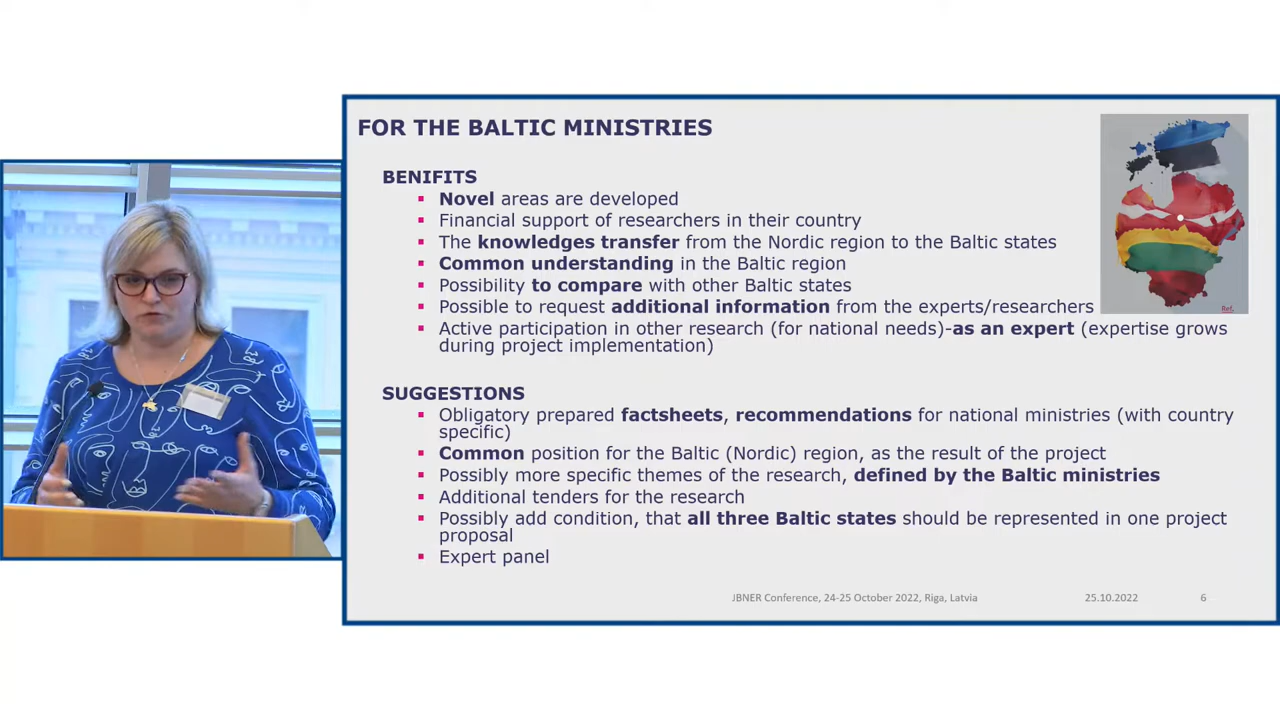 FOR THE BALTIC MINISTRIES
BENIFITS
Novel areas are developed
Financial support of researchers in their country
The knowledges transfer from the Nordic region to the Baltic states
Common understanding in the Baltic region
Possibility to compare with other Baltic states
Possible to request additional information from the experts/researchers
Active participation in other research (for national needs)-as an expert (expertise grows
during project implementation)
Ref.
SUGGESTIONS
Obligatory prepared factsheets, recommendations for national ministries (with country
specific)
Common position for the Baltic (Nordic) region, as the result of the project
Possibly more specific themes of the research, defined by the Baltic ministries
Additional tenders for the research
Possibly add condition, that all three Baltic states should be represented in one project
proposal
Expert panel
JBNER Conference, 24-25 October 2022, Riga, Latvia
25.10.2022
6